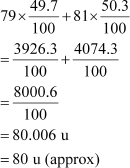 79 × 49.7/100 + 81 × 50.3/100
= 3926.3/100 + 4074.3/100
= 8000.6/100
= 80.006 u
= 80 u (approx)